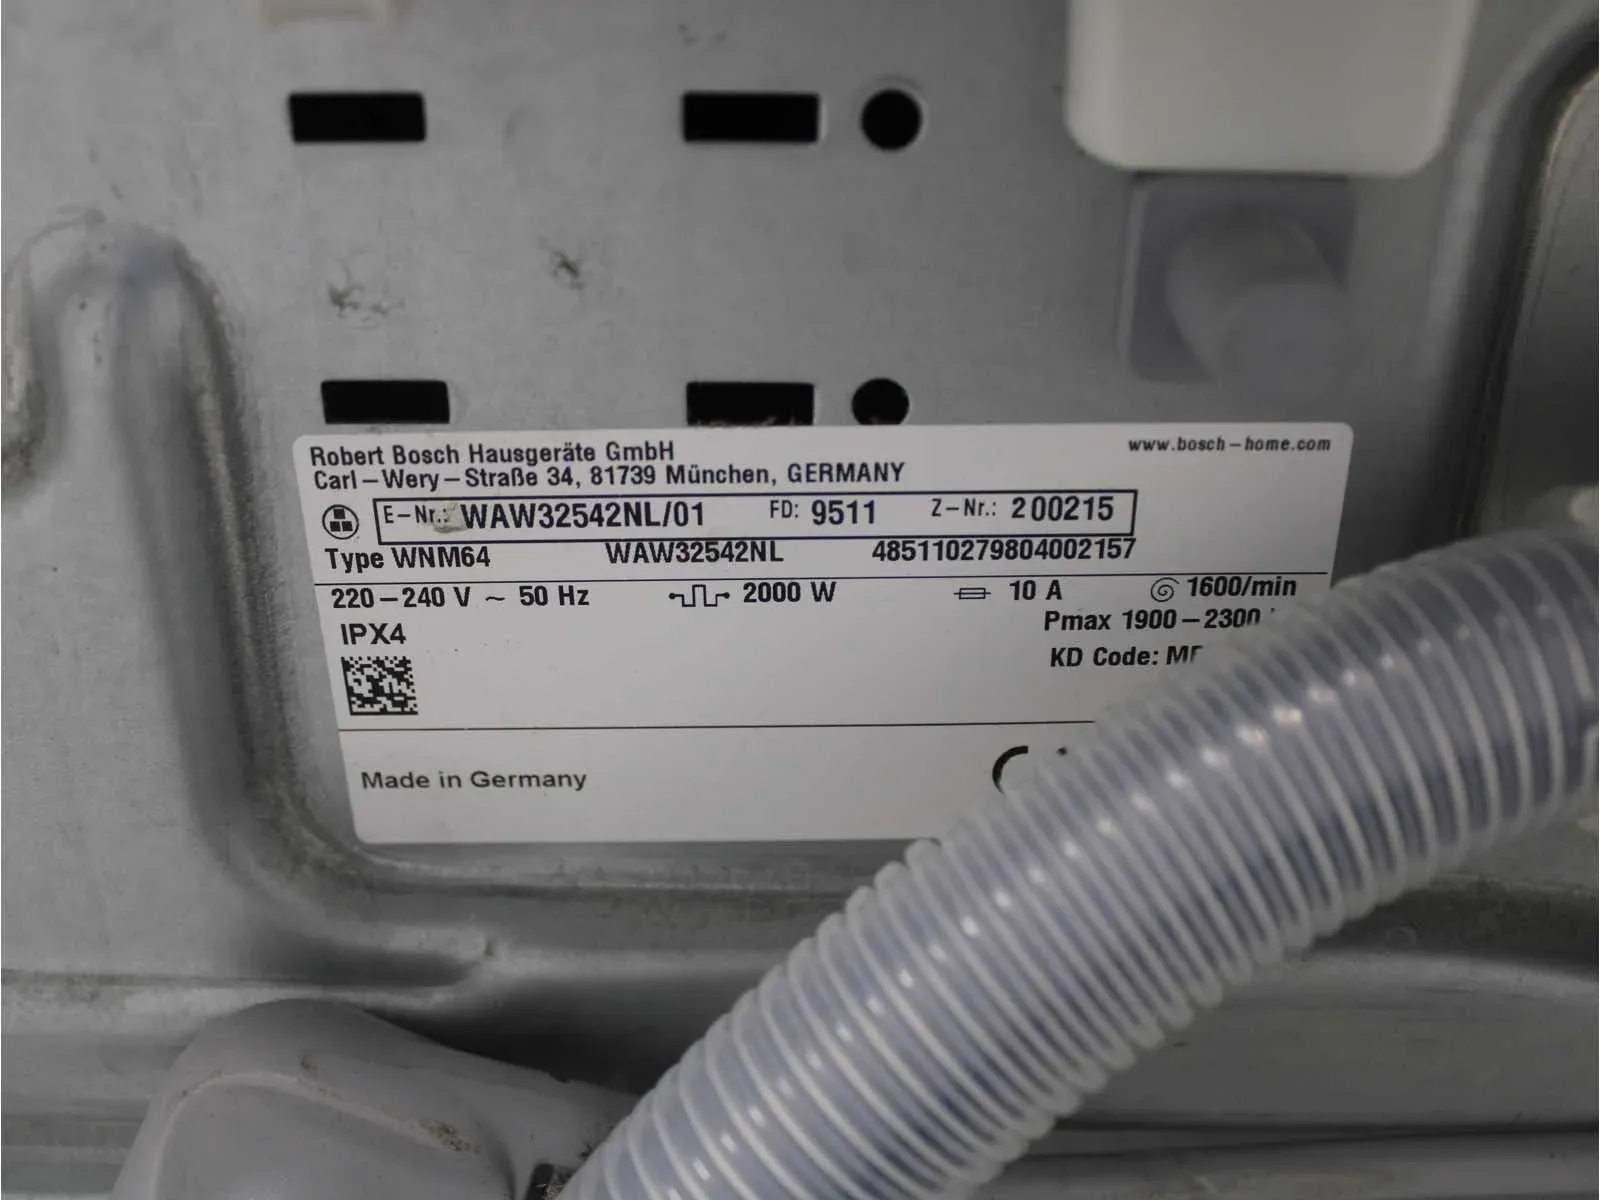 Robert Bosch Hausgeräte GmbH
www.bosch-home.com
Carl-Wery-Straße 34, 81739 München, GERMANY
E-Nr.: WAW32542NL/01 FD: 9511 Z-Nr.: 200215
Type WNM64 WAW32542NL 485110279804002157
220-240 V ~ 50 Hz 2000 W 10 A 1600/min
IPX4 Pmax 1900-2300
KD Code:
Made in Germany